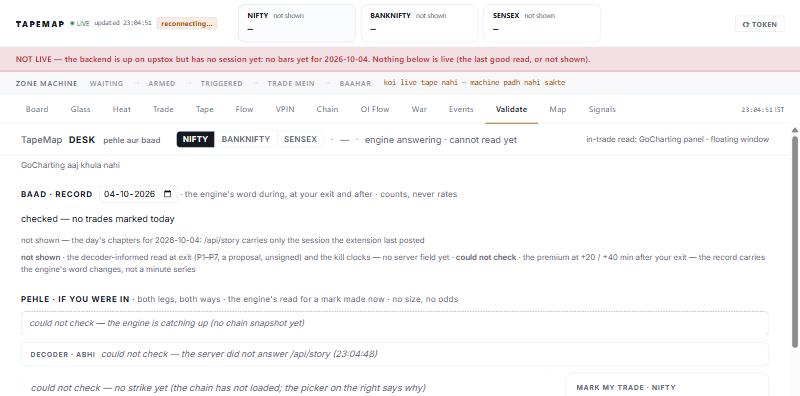 TAPEMAP LIVE updated 23:04:51 reconnecting...
NIFTY not shown
–
BANKNIFTY not shown
–
SENSEX not shown
–
TOKEN
NOT LIVE — the backend is up on upstox but has no session yet: no bars yet for 2026-10-04. Nothing below is live (the last good read, or not shown).
ZONE MACHINE WAITING → ARMED → TRIGGERED → TRADE MEIN → BAAHAR koi live tape nahi — machine padh nahi sakte
Board Glass Heat Trade Tape Flow VPIN Chain OI Flow War Events Validate Map Signals 23:04:51 IST
TapeMap DESK pehle aur baad NIFTY BANKNIFTY SENSEX · — · engine answering · cannot read yet in-trade read: GoCharting panel · floating window
GoCharting aaj khula nahi
BAAD · RECORD 04-10-2026 · the engine's word during, at your exit and after · counts, never rates
checked — no trades marked today
not shown — the day's chapters for 2026-10-04: /api/story carries only the session the extension last posted
not shown · the decoder-informed read at exit (P1–P7, a proposal, unsigned) and the kill clocks — no server field yet · could not check · the premium at +20 / +40 min after your exit — the record carries
the engine's word changes, not a minute series
PEHLE · IF YOU WERE IN · both legs, both ways · the engine's read for a mark made now · no size, no odds
could not check — the engine is catching up (no chain snapshot yet)
DECODER · ABHI could not check — the server did not answer /api/story (23:04:48)
could not check — no strike yet (the chain has not loaded; the picker on the right says why)
MARK MY TRADE · NIFTY